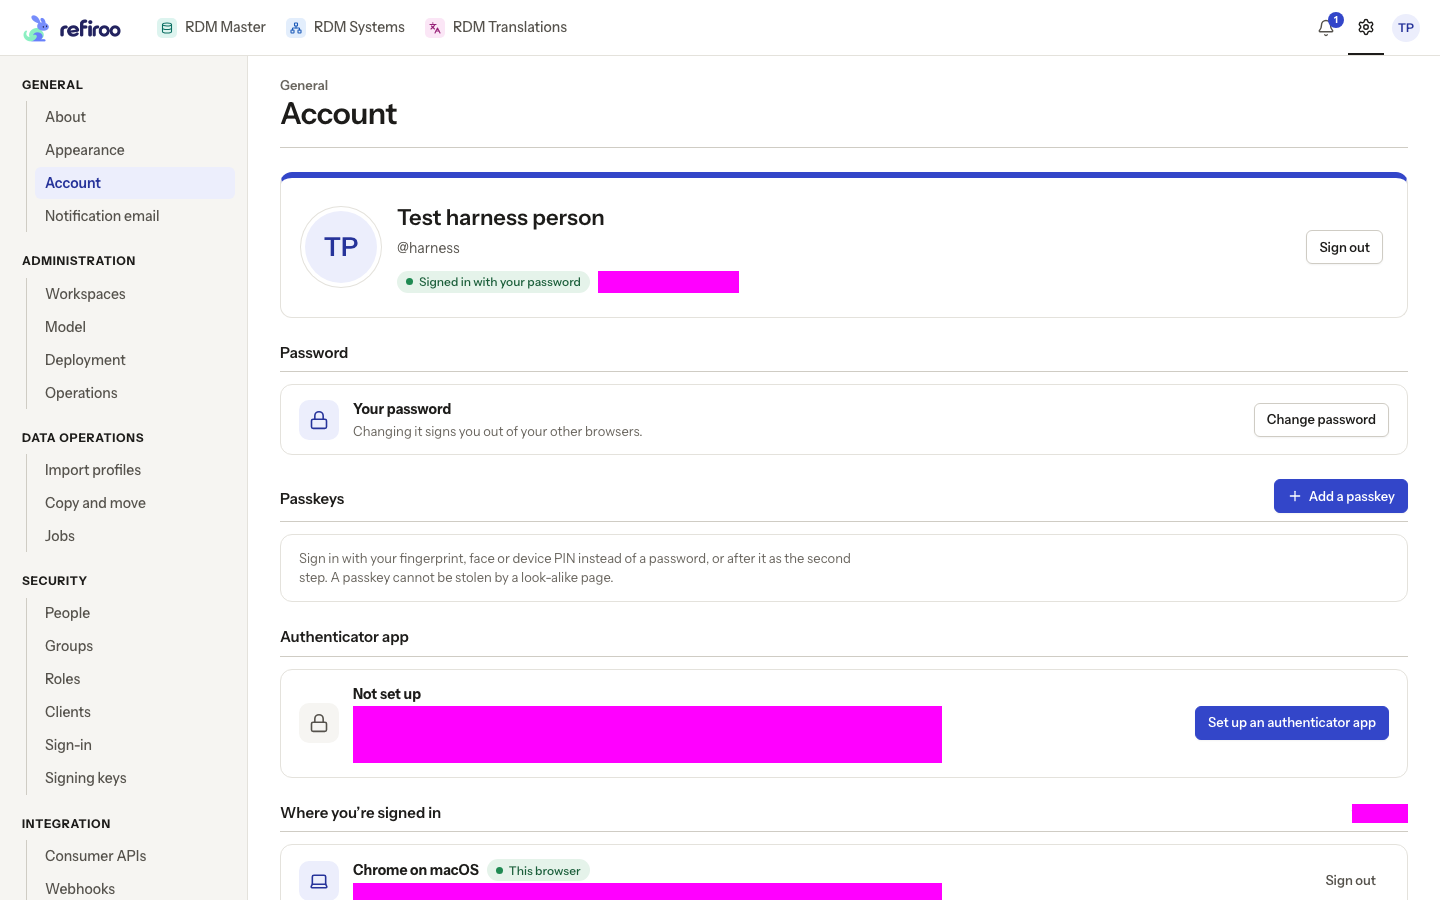 refiroo
RDM Master
RDM Systems
RDM Translations
1
TP
GENERAL
About
Appearance
Account
Notification email
ADMINISTRATION
Workspaces
Model
Deployment
Operations
DATA OPERATIONS
Import profiles
Copy and move
Jobs
SECURITY
People
Groups
Roles
Clients
Sign-in
Signing keys
INTEGRATION
Consumer APIs
Webhooks
General
Account
TP
Test harness person
@harness
Signed in with your password
Sign out
Password
Your password
Changing it signs you out of your other browsers.
Change password
Passkeys
Add a passkey
Sign in with your fingerprint, face or device PIN instead of a password, or after it as the second
step. A passkey cannot be stolen by a look-alike page.
Authenticator app
Not set up
Set up an authenticator app
Where you’re signed in
Chrome on macOS
This browser
Sign out